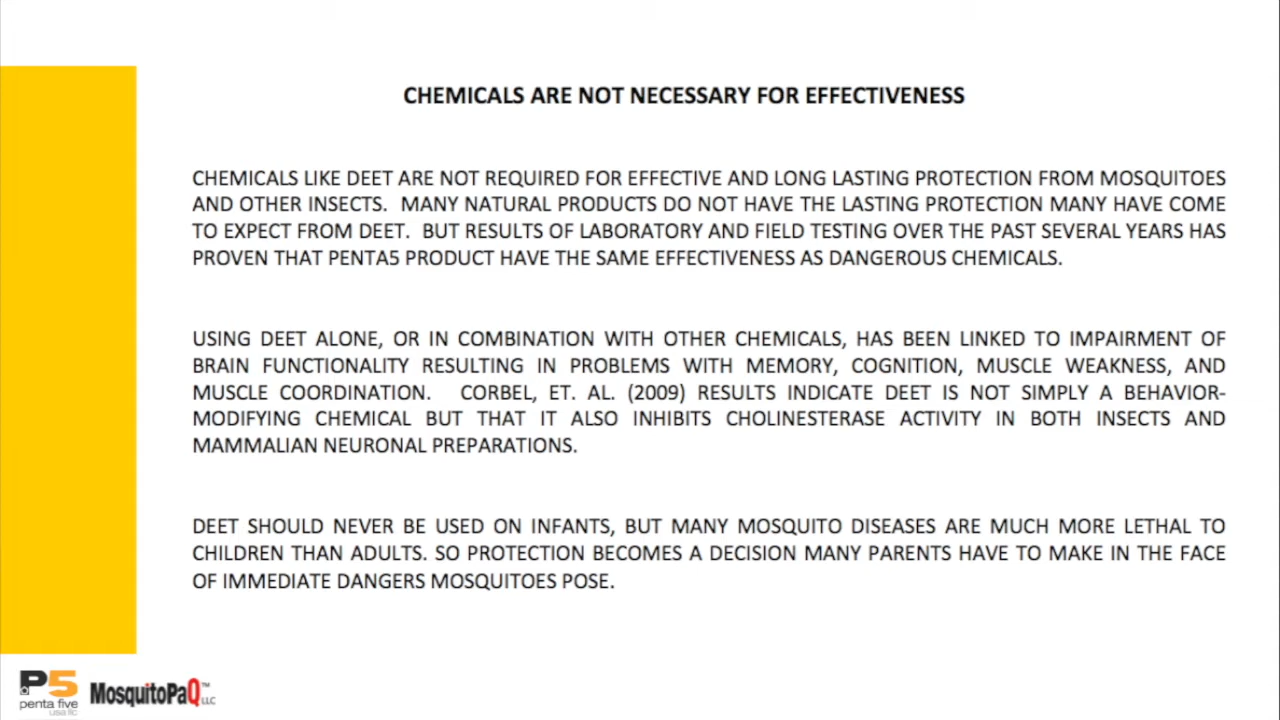 CHEMICALS ARE NOT NECESSARY FOR EFFECTIVENESS
CHEMICALS LIKE DEET ARE NOT REQUIRED FOR EFFECTIVE AND LONG LASTING PROTECTION FROM MOSQUITOES
AND OTHER INSECTS. MANY NATURAL PRODUCTS DO NOT HAVE THE LASTING PROTECTION MANY HAVE COME
TO EXPECT FROM DEET. BUT RESULTS OF LABORATORY AND FIELD TESTING OVER THE PAST SEVERAL YEARS HAS
PROVEN THAT PENTA5 PRODUCT HAVE THE SAME EFFECTIVENESS AS DANGEROUS CHEMICALS.
USING DEET ALONE, OR IN COMBINATION WITH OTHER CHEMICALS, HAS BEEN LINKED TO IMPAIRMENT OF
BRAIN FUNCTIONALITY RESULTING IN PROBLEMS WITH MEMORY, COGNITION, MUSCLE WEAKNESS, AND
MUSCLE COORDINATION. CORBEL, ET. AL. (2009) RESULTS INDICATE DEET IS NOT SIMPLY A BEHAVIOR-
MODIFYING CHEMICAL BUT THAT IT ALSO INHIBITS CHOLINESTERASE ACTIVITY IN BOTH INSECTS AND
MAMMALIAN NEURONAL PREPARATIONS.
DEET SHOULD NEVER BE USED ON INFANTS, BUT MANY MOSQUITO DISEASES ARE MUCH MORE LETHAL TO
CHILDREN THAN ADULTS. SO PROTECTION BECOMES A DECISION MANY PARENTS HAVE TO MAKE IN THE FACE
OF IMMEDIATE DANGERS MOSQUITOES POSE.
P5
penta five
usa llc
MosquitoPaQ™ LLC